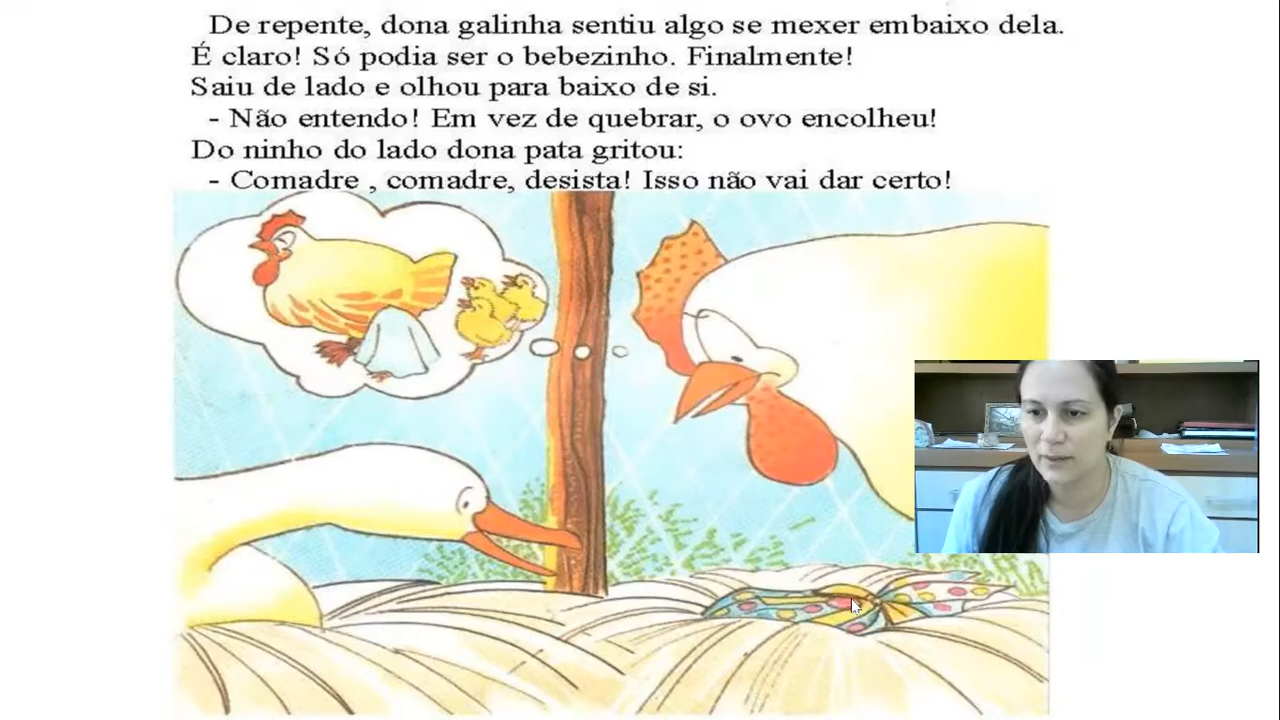 De repente, dona galinha sentiu algo se mexer embaixo dela.
É claro! Só podia ser o bebezinho. Finalmente!
Saiu de lado e olhou para baixo de si.
- Não entendo! Em vez de quebrar, o ovo encolheu!
Do ninho do lado dona pata gritou:
- Comadre , comadre, desista! Isso não vai dar certo!